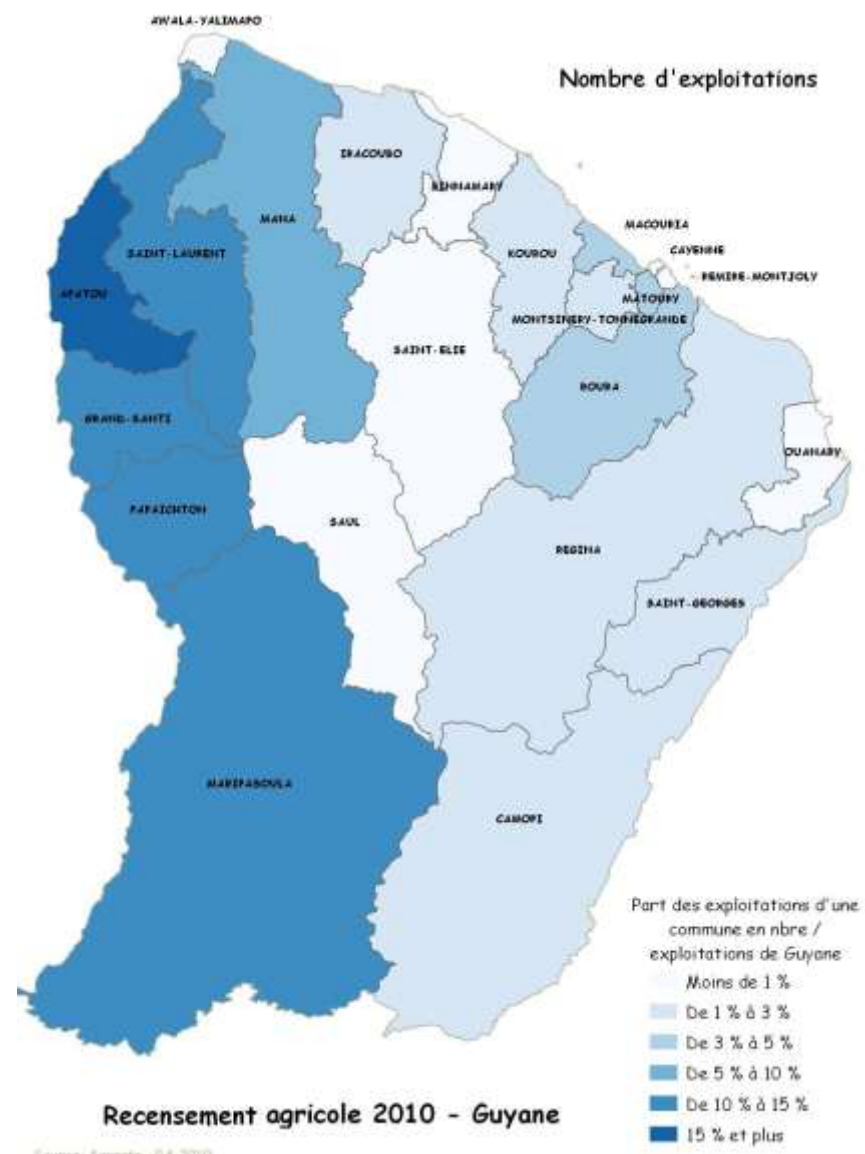 AWALA-YALIMAPO
Nombre d'exploitations
IRACOUBO
SINNAMARY
MANA
MACOURIA
SAINT-LAURENT
KOUROU
CAYENNE
REMIRE-MONTJOLY
APATOU
MATOURY
MONTSINERY-TONNEGRANDE
SAINT-ELIE
ROURA
GRAND-SANTI
OUANARY
PAPAICHTON
SAUL
REGINA
SAINT-GEORGES
MARIPASOULA
CAMOPI
Part des exploitations d'une
commune en nbre /
exploitations de Guyane
Moins de 1 %
De 1 % à 3 %
De 3 % à 5 %
De 5 % à 10 %
De 10 % à 15 %
15 % et plus
Recensement agricole 2010 - Guyane